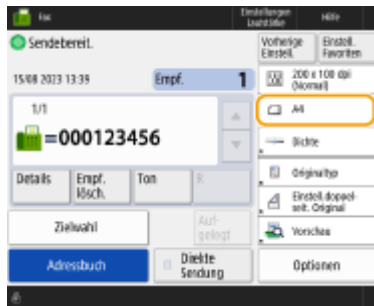 Fax
Einstellungen
Leuchtstärke
Hilfe
Sendebereit.
Vorherige
Einstell.
Einstell.
Favoriten
15/08 2023 13:39
Empf.
1
200 x 100 dpi
(Normal)
1/1
=000123456
A4
Dichte
Details
Empf.
lösch.
Ton
R
Originaltyp
Einstell.doppel-
seit. Original
Zielwahl
Auf-
gelegt
Vorschau
Adressbuch
Direkte
Sendung
Optionen